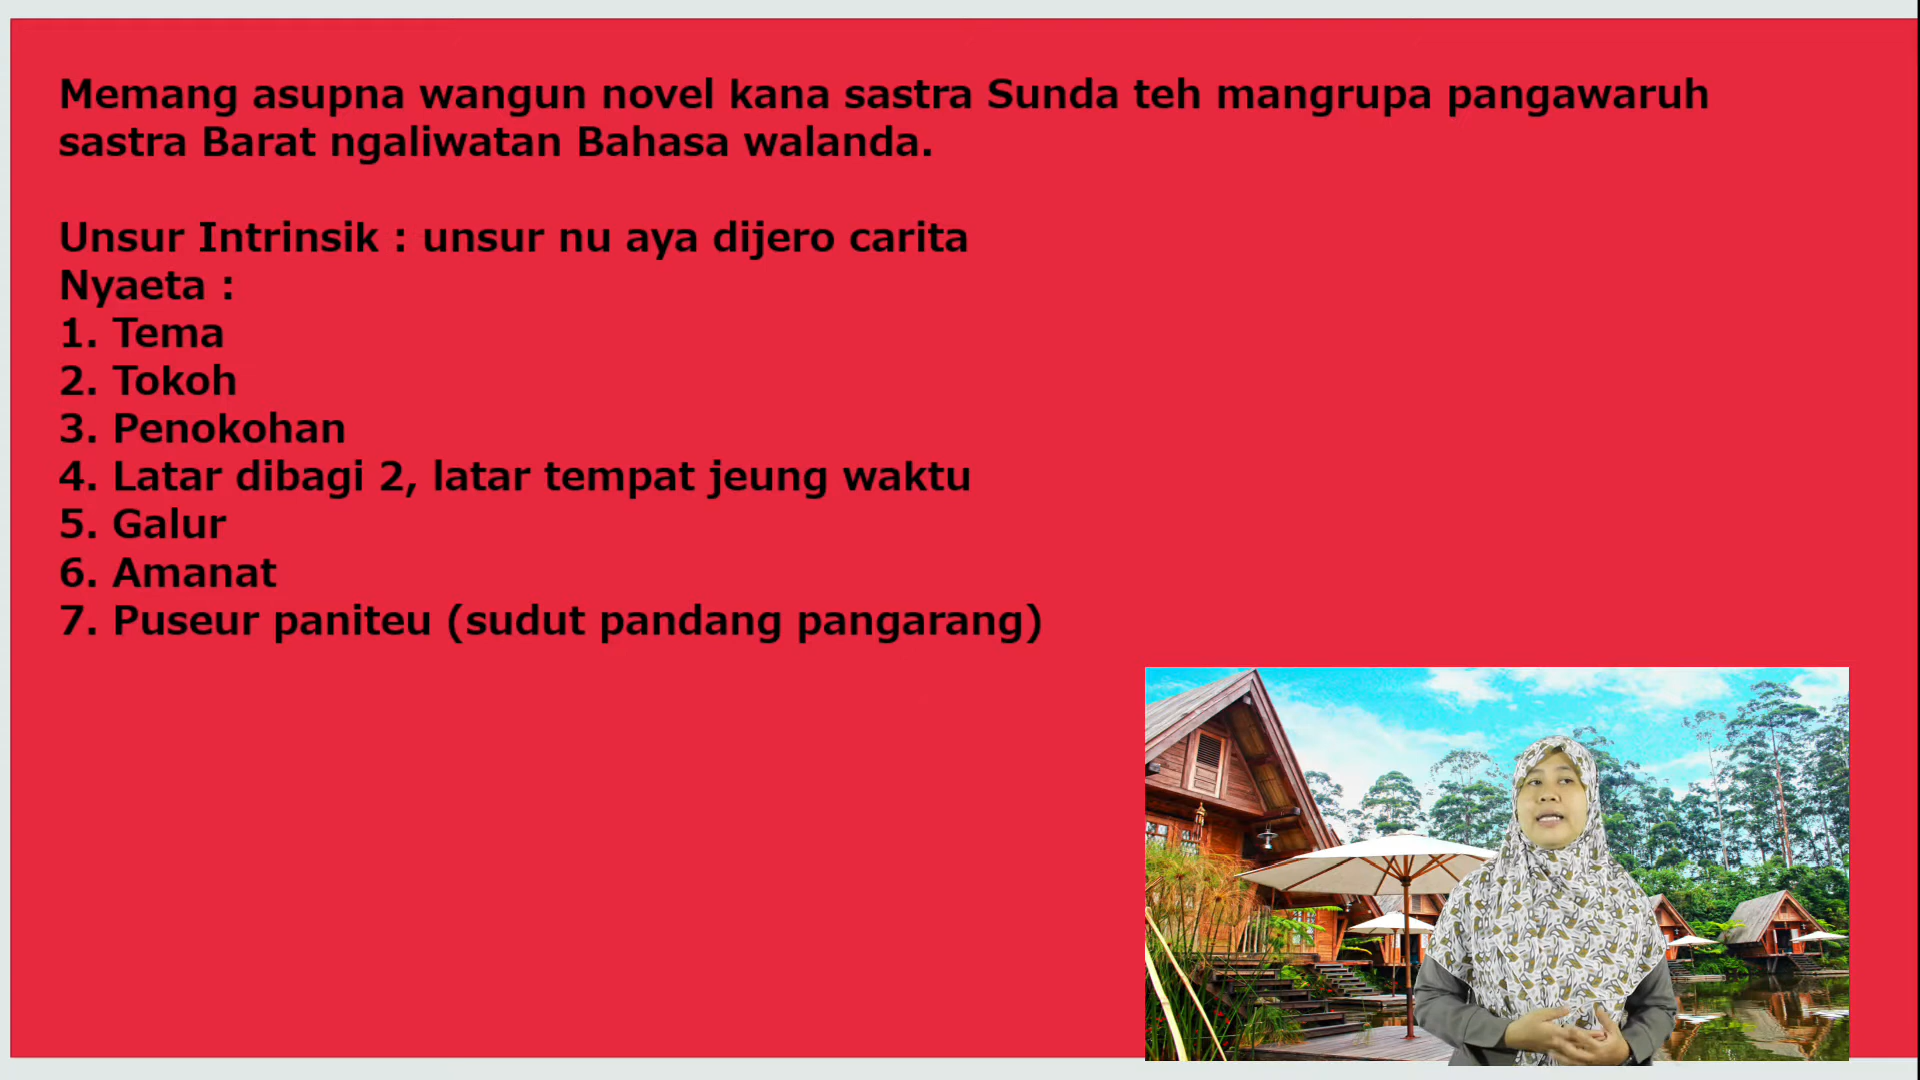 Memang asupna wangun novel kana sastra Sunda teh mangrupa pangawaruh
sastra Barat ngaliwatan Bahasa walanda.
Unsur Intrinsik : unsur nu aya dijero carita
Nyaeta :
1. Tema
2. Tokoh
3. Penokohan
4. Latar dibagi 2, latar tempat jeung waktu
5. Galur
6. Amanat
7. Puseur paniteu (sudut pandang pangarang)